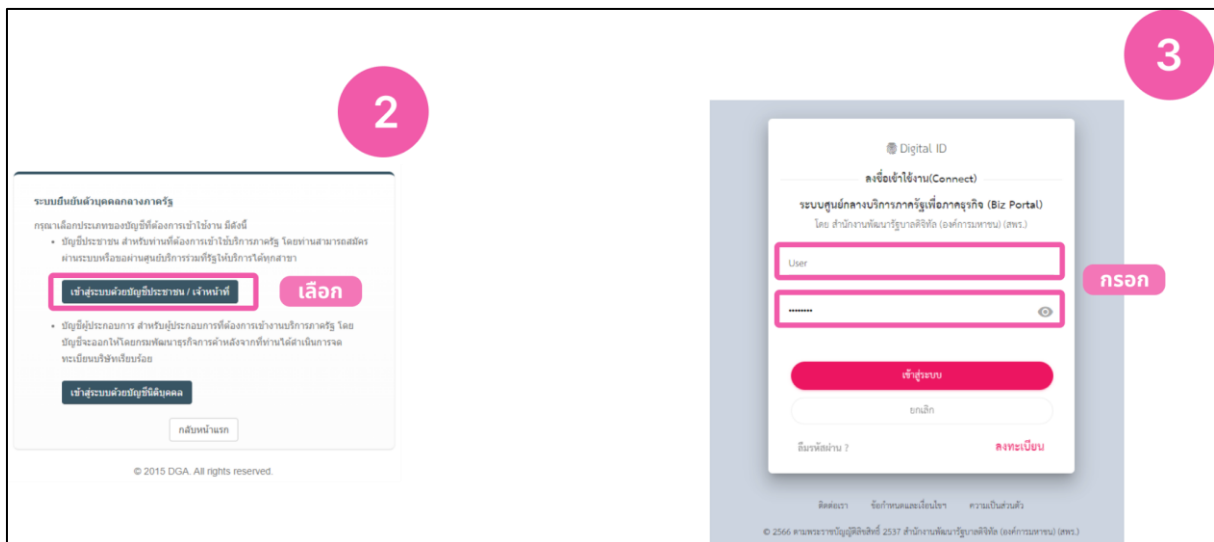 2
ระบบยืนยันตัวบุคคลกลางภาครัฐ
กรุณาเลือกประเภทของบัญชีที่ต้องการเข้าใช้งาน มีดังนี้
• บัญชีประชาชน สำหรับท่านที่ต้องการเข้าใช้บริการภาครัฐ โดยท่านสามารถสมัคร
ผ่านระบบหรือขอผ่านศูนย์บริการร่วมที่รัฐให้บริการได้ทุกสาขา
เข้าสู่ระบบด้วยบัญชีประชาชน / เจ้าหน้าที่
เลือก
• บัญชีผู้ประกอบการ สำหรับผู้ประกอบการที่ต้องการเข้างานบริการภาครัฐ โดย
บัญชีจะออกให้โดยกรมพัฒนาธุรกิจการค้าหลังจากที่ท่านได้ดำเนินการจด
ทะเบียนบริษัทเรียบร้อย
เข้าสู่ระบบด้วยบัญชีนิติบุคคล
กลับหน้าแรก
© 2015 DGA. All rights reserved.
3
Digital ID
ลงชื่อเข้าใช้งาน(Connect)
ระบบศูนย์กลางบริการภาครัฐเพื่อภาคธุรกิจ (Biz Portal)
โดย สำนักงานพัฒนารัฐบาลดิจิทัล (องค์การมหาชน) (สพร.)
User
กรอก
••••••••
เข้าสู่ระบบ
ยกเลิก
ลืมรหัสผ่าน ?
ลงทะเบียน
ติดต่อเรา ข้อกำหนดและเงื่อนไขฯ ความเป็นส่วนตัว
© 2566 ตามพระราชบัญญัติลิขสิทธิ์ 2537 สำนักงานพัฒนารัฐบาลดิจิทัล (องค์การมหาชน) (สพร.)